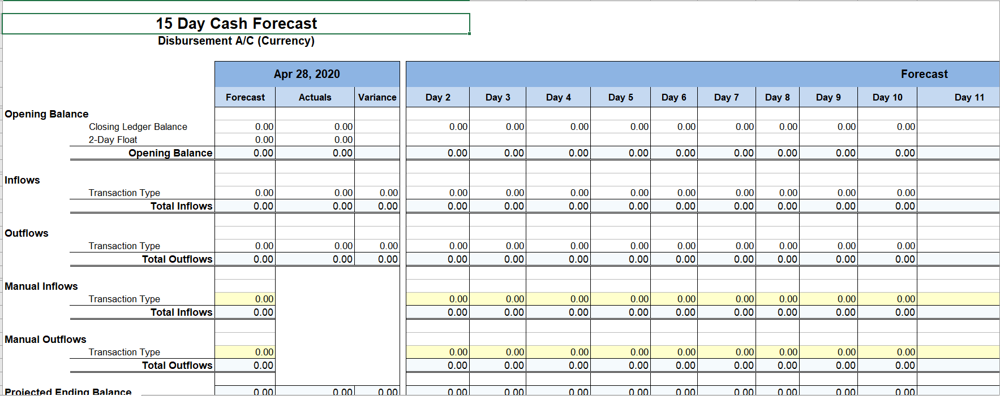 15 Day Cash Forecast
Disbursement A/C (Currency)
Apr 28, 2020 Forecast
Forecast Actuals Variance Day 2 Day 3 Day 4 Day 5 Day 6 Day 7 Day 8 Day 9 Day 10 Day 11
Opening Balance
Closing Ledger Balance 0.00 0.00 0.00 0.00 0.00 0.00 0.00 0.00 0.00 0.00 0.00
2-Day Float 0.00 0.00
Opening Balance 0.00 0.00 0.00 0.00 0.00 0.00 0.00 0.00 0.00 0.00 0.00
Inflows
Transaction Type 0.00 0.00 0.00 0.00 0.00 0.00 0.00 0.00 0.00 0.00 0.00 0.00
Total Inflows 0.00 0.00 0.00 0.00 0.00 0.00 0.00 0.00 0.00 0.00 0.00 0.00
Outflows
Transaction Type 0.00 0.00 0.00 0.00 0.00 0.00 0.00 0.00 0.00 0.00 0.00 0.00
Total Outflows 0.00 0.00 0.00 0.00 0.00 0.00 0.00 0.00 0.00 0.00 0.00 0.00
Manual Inflows
Transaction Type 0.00 0.00 0.00 0.00 0.00 0.00 0.00 0.00 0.00 0.00
Total Inflows 0.00 0.00 0.00 0.00 0.00 0.00 0.00 0.00 0.00 0.00
Manual Outflows
Transaction Type 0.00 0.00 0.00 0.00 0.00 0.00 0.00 0.00 0.00 0.00
Total Outflows 0.00 0.00 0.00 0.00 0.00 0.00 0.00 0.00 0.00 0.00
Projected Ending Balance 0.00 0.00 0.00 0.00 0.00 0.00 0.00 0.00 0.00 0.00 0.00 0.00